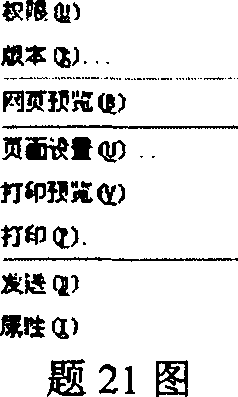 权限(M)
版本(R)...
网页预览(B)
页面设置(U)...
打印预览(V)
打印(P).
发送(D)
属性(I)
题 21 图